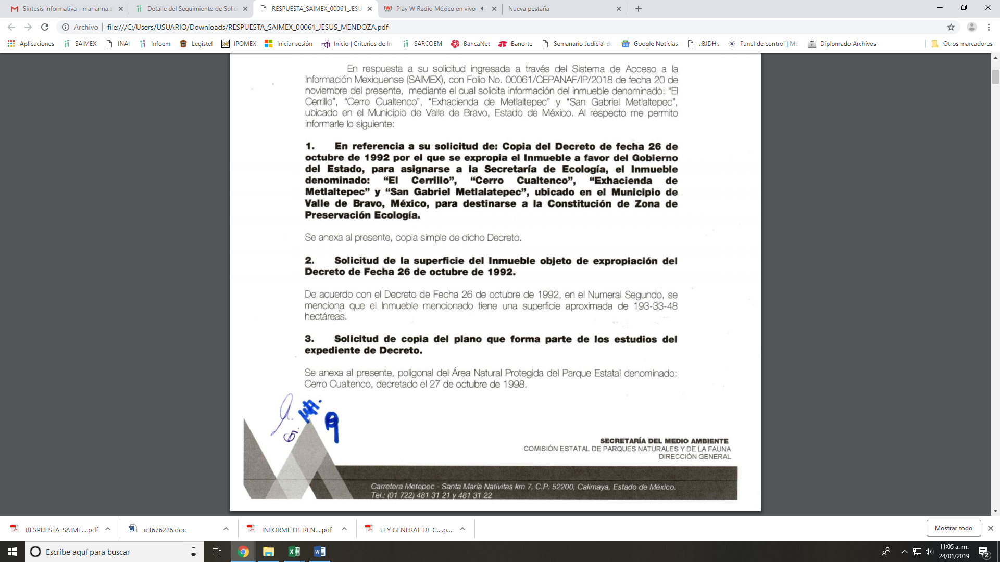 Síntesis Informativa - marianna.al
Detalle del Seguimiento de Solici
RESPUESTA_SAIMEX_00061_JESU
Play W Radio México en vivo
Nueva pestaña
Archivo
file:///C:/Users/USUARIO/Downloads/RESPUESTA_SAIMEX_00061_JESUS_MENDOZA.pdf
Aplicaciones
SAIMEX
INAI
Infoem
Legistel
IPOMEX
Iniciar sesión
Inicio | Criterios de In
SARCOEM
BancaNet
Banorte
Semanario Judicial de
Google Noticias
.:BJDH:.
Panel de control | Mé
Diplomado Archivos
Otros marcadores
En respuesta a su solicitud ingresada a través del Sistema de Acceso a la
Información Mexiquense (SAIMEX), con Folio No. 00061/CEPANAF/IP/2018 de fecha 20 de
noviembre del presente, mediante el cual solicita información del inmueble denominado: “El
Cerrillo”, “Cerro Cualtenco”, “Exhacienda de Metlaltepec” y “San Gabriel Metlaltepec”,
ubicado en el Municipio de Valle de Bravo, Estado de México. Al respecto me permito
informarle lo siguiente:
1. En referencia a su solicitud de: Copia del Decreto de fecha 26 de
octubre de 1992 por el que se expropia el Inmueble a favor del Gobierno
del Estado, para asignarse a la Secretaría de Ecología, el Inmueble
denominado: “El Cerrillo”, “Cerro Cualtenco”, “Exhacienda de
Metlaltepec” y “San Gabriel Metlalatepec”, ubicado en el Municipio de
Valle de Bravo, México, para destinarse a la Constitución de Zona de
Preservación Ecología.
Se anexa al presente, copia simple de dicho Decreto.
2. Solicitud de la superficie del Inmueble objeto de expropiación del
Decreto de Fecha 26 de octubre de 1992.
De acuerdo con el Decreto de Fecha 26 de octubre de 1992, en el Numeral Segundo, se
menciona que el Inmueble mencionado tiene una superficie aproximada de 193-33-48
hectáreas.
3. Solicitud de copia del plano que forma parte de los estudios del
expediente de Decreto.
Se anexa al presente, poligonal del Área Natural Protegida del Parque Estatal denominado:
Cerro Cualtenco, decretado el 27 de octubre de 1998.
SECRETARÍA DEL MEDIO AMBIENTE
COMISIÓN ESTATAL DE PARQUES NATURALES Y DE LA FAUNA
DIRECCIÓN GENERAL
Carretera Metepec - Santa María Nativitas km 7, C.P. 52200, Calimaya, Estado de México.
Tel.: (01 722) 481 31 21 y 481 31 22
RESPUESTA_SAIME....pdf
o3676285.doc
INFORME DE REN....pdf
LEY GENERAL DE C....p...
Mostrar todo
Escribe aquí para buscar
11:05 a. m.
24/01/2019
2